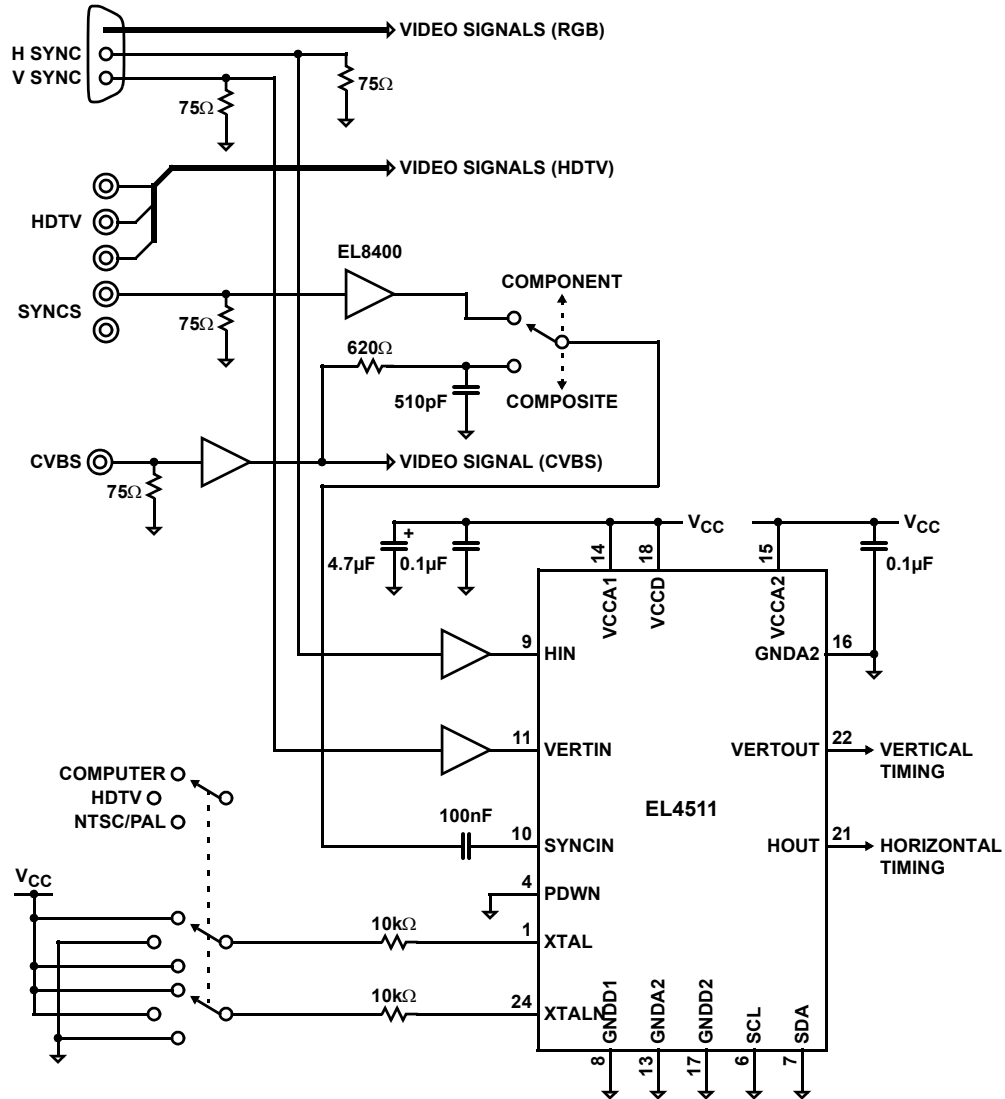 VIDEO SIGNALS (RGB)
H SYNC
V SYNC
75Ω
75Ω
VIDEO SIGNALS (HDTV)
HDTV
EL8400
COMPONENT
SYNCS
75Ω
620Ω
510pF
COMPOSITE
CVBS
VIDEO SIGNAL (CVBS)
75Ω
VCC
VCC
4.7µF
+
0.1µF
14
18
15
0.1µF
VCCA1
VCCD
VCCA2
9
HIN
GNDA2
16
11
VERTIN
VERTOUT
22
VERTICAL
TIMING
COMPUTER
HDTV
NTSC/PAL
EL4511
100nF
10
SYNCIN
HOUT
21
HORIZONTAL
TIMING
VCC
4
PDWN
10kΩ
1
XTAL
10kΩ
24
XTALN
GNDD1
GNDA2
GNDD2
SCL
SDA
8
13
17
6
7